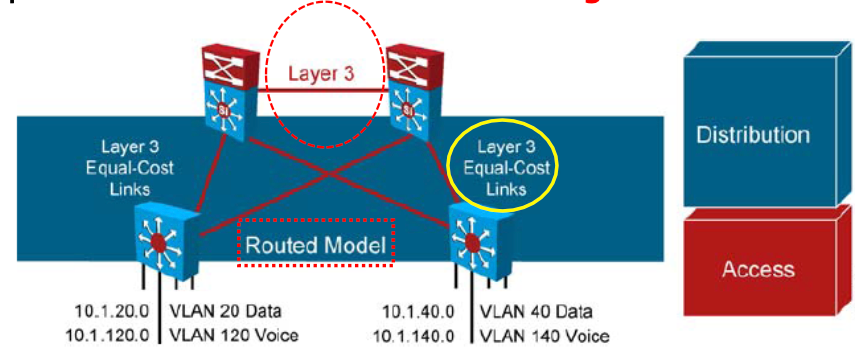 Layer 3
Si
Si
Layer 3
Equal-Cost
Links
Layer 3
Equal-Cost
Links
Distribution
Routed Model
Access
10.1.20.0 VLAN 20 Data
10.1.120.0 VLAN 120 Voice
10.1.40.0 VLAN 40 Data
10.1.140.0 VLAN 140 Voice